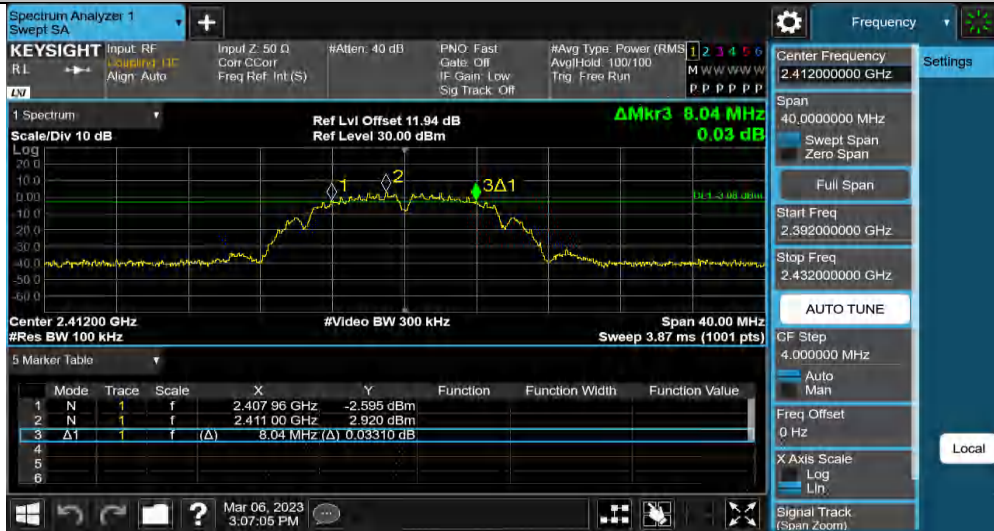 Spectrum Analyzer 1
Swept SA
+
Frequency
KEYSIGHT
RL
LXI
Input: RF
Coupling: DC
Align: Auto
Input Z: 50 Ω
Corr CCorr
Freq Ref: Int (S)
#Atten: 40 dB
PNO: Fast
Gate: Off
IF Gain: Low
Sig Track: Off
#Avg Type: Power (RMS
Avg|Hold: 100/100
Trig: Free Run
1 2 3 4 5 6
M W W W W W
P P P P P P
1 Spectrum
Scale/Div 10 dB
Ref Lvl Offset 11.94 dB
Ref Level 30.00 dBm
ΔMkr3 8.04 MHz
0.03 dB
Log
20.0
10.0
0.00
-10.0
-20.0
-30.0
-40.0
-50.0
-60.0
1
2
3Δ1
DL1 -3.08 dBm
Center 2.41200 GHz
#Res BW 100 kHz
#Video BW 300 kHz
Span 40.00 MHz
Sweep 3.87 ms (1001 pts)
5 Marker Table
Mode Trace Scale X Y Function Function Width Function Value
1 N 1 f 2.407 96 GHz -2.595 dBm
2 N 1 f 2.411 00 GHz 2.920 dBm
3 Δ1 1 f (Δ) 8.04 MHz (Δ) 0.03310 dB
4
5
6
?
Mar 06, 2023
3:07:05 PM
Center Frequency
2.412000000 GHz
Span
40.0000000 MHz
Swept Span
Zero Span
Full Span
Start Freq
2.392000000 GHz
Stop Freq
2.432000000 GHz
AUTO TUNE
CF Step
4.000000 MHz
Auto
Man
Freq Offset
0 Hz
X Axis Scale
Log
Lin
Signal Track
(Span Zoom)
Settings
Local